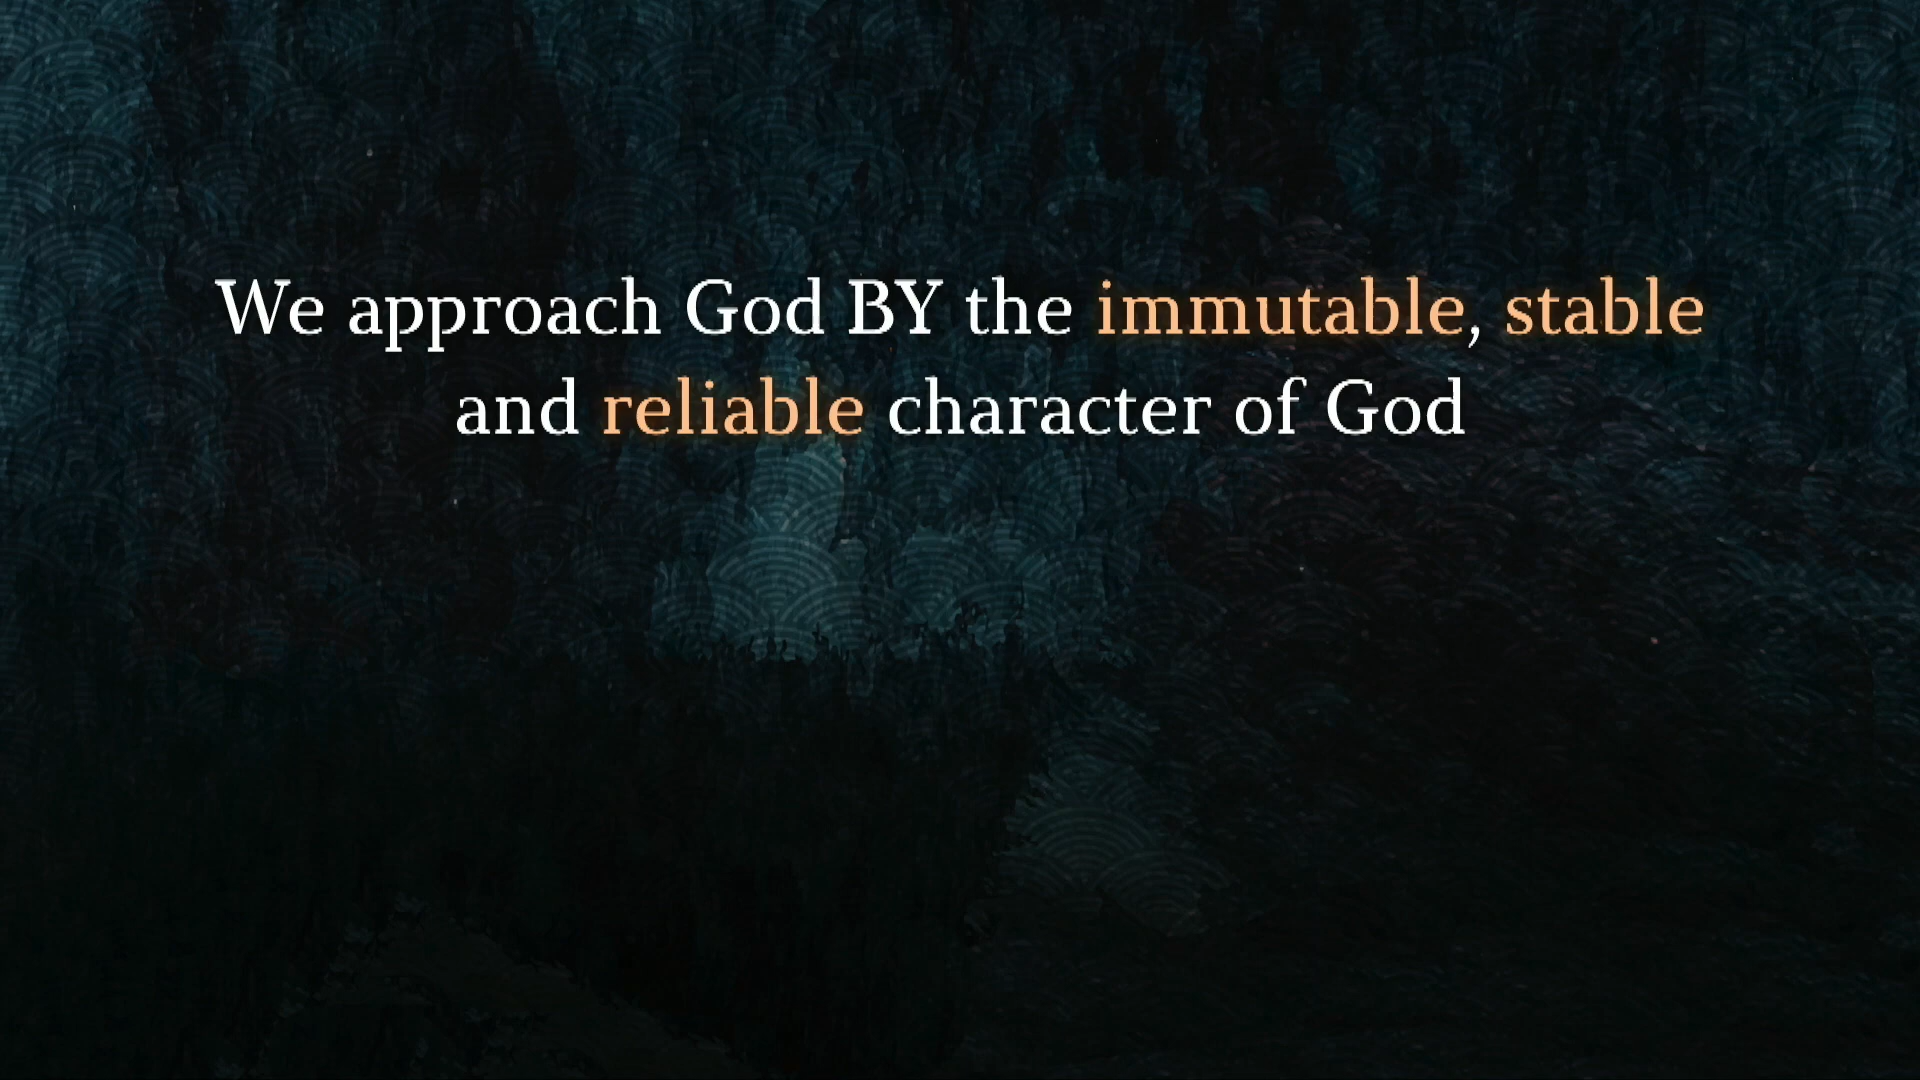 We approach God BY the immutable, stable
and reliable character of God